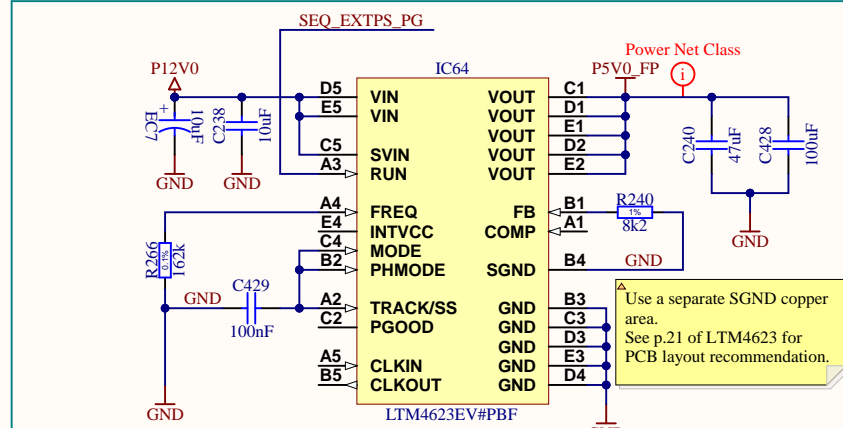 SEQ_EXTPS_PG
Power Net Class
i
P12V0
IC64
P5V0_FP
D5 VIN VOUT C1
E5 VIN VOUT D1
VOUT E1
C5 SVIN VOUT D2
A3 RUN VOUT E2
+
EC7
10uF
C238
10uF
C240
47uF
C428
100uF
GND
GND
GND
A4 FREQ FB B1
R240
1%
8k2
E4 INTVCC COMP A1
C4 MODE
B2 PHMODE SGND B4
GND
R266
0.1%
162k
GND
C429
100nF
A2 TRACK/SS GND B3
C2 PGOOD GND C3
GND D3
A5 CLKIN GND E3
B5 CLKOUT GND D4
Use a separate SGND copper
area.
See p.21 of LTM4623 for
PCB layout recommendation.
GND
LTM4623EV#PBF